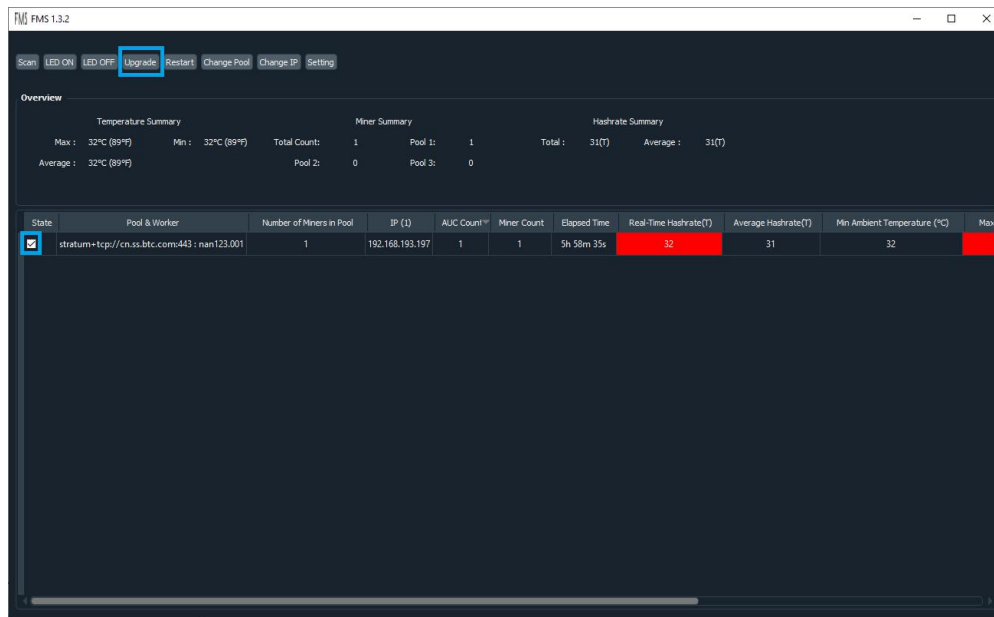 FMS FMS 1.3.2
Scan LED ON LED OFF Upgrade Restart Change Pool Change IP Setting
Overview
Temperature Summary Miner Summary Hashrate Summary
Max : 32°C (89°F) Min : 32°C (89°F) Total Count: 1 Pool 1: 1 Total : 31(T) Average : 31(T)
Average : 32°C (89°F) Pool 2: 0 Pool 3: 0
State Pool & Worker Number of Miners in Pool IP (1) AUC Count Miner Count Elapsed Time Real-Time Hashrate(T) Average Hashrate(T) Min Ambient Temperature (°C) Max
stratum+tcp://cn.ss.btc.com:443 : nan123.001 1 192.168.193.197 1 1 5h 58m 35s 32 31 32